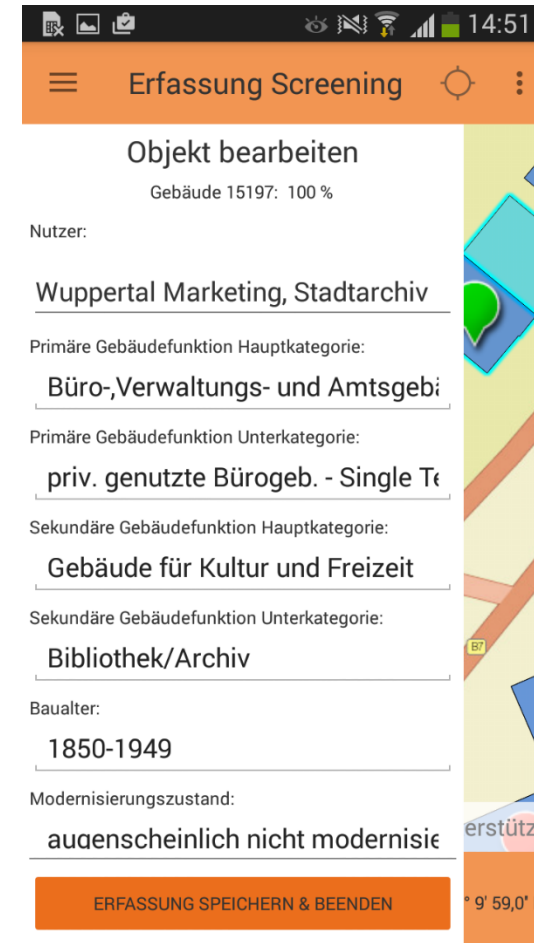 14:51
Erfassung Screening
Objekt bearbeiten
Gebäude 15197: 100 %
Nutzer:
Wuppertal Marketing, Stadtarchiv
Primäre Gebäudefunktion Hauptkategorie:
Büro-,Verwaltungs- und Amtsgebä
Primäre Gebäudefunktion Unterkategorie:
priv. genutzte Bürogeb. - Single Te
Sekundäre Gebäudefunktion Hauptkategorie:
Gebäude für Kultur und Freizeit
Sekundäre Gebäudefunktion Unterkategorie:
Bibliothek/Archiv
B7
Baualter:
1850-1949
Modernisierungszustand:
augenscheinlich nicht modernisie
erstütz
ERFASSUNG SPEICHERN & BEENDEN
° 9' 59,0"